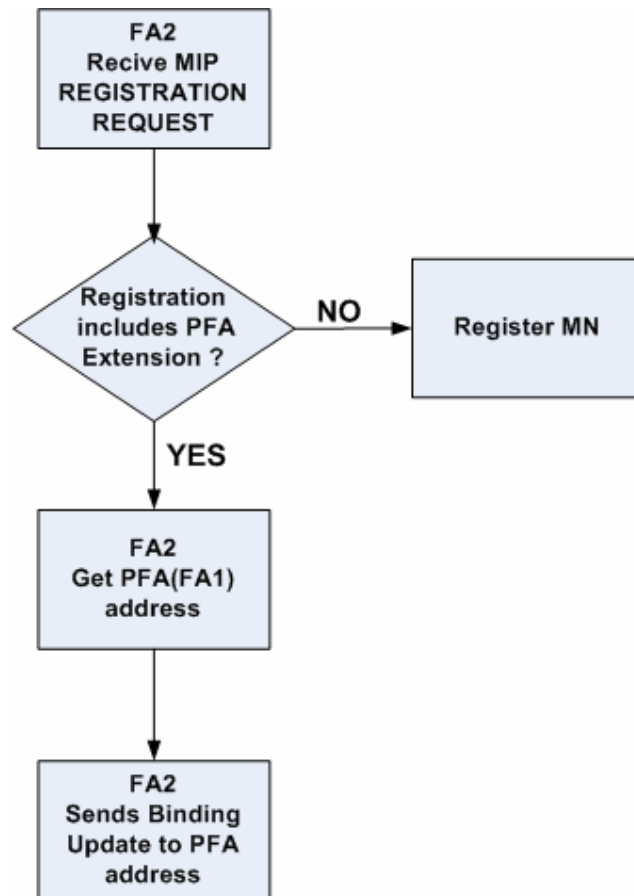 FA2
Recive MIP
REGISTRATION
REQUEST
Registration
includes PFA
Extension ?
NO
Register MN
YES
FA2
Get PFA(FA1)
address
FA2
Sends Binding
Update to PFA
address